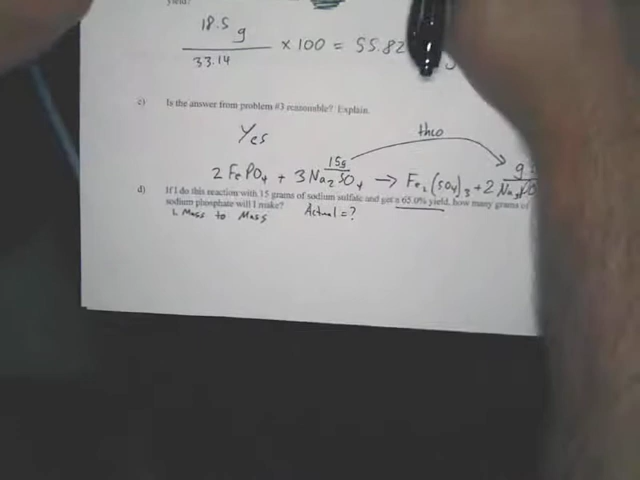 yield?
18.5 g
33.14
× 100 = 55.82
c) Is the answer from problem #3 reasonable? Explain.
Yes
theo
15g
g
2 FePO₄ + 3 Na₂SO₄ → Fe₂(SO₄)₃ + 2 Na₃PO
d) If I do this reaction with 15 grams of sodium sulfate and get a 65.0% yield, how many grams of
sodium phosphate will I make?
Mass to Mass Actual = ?